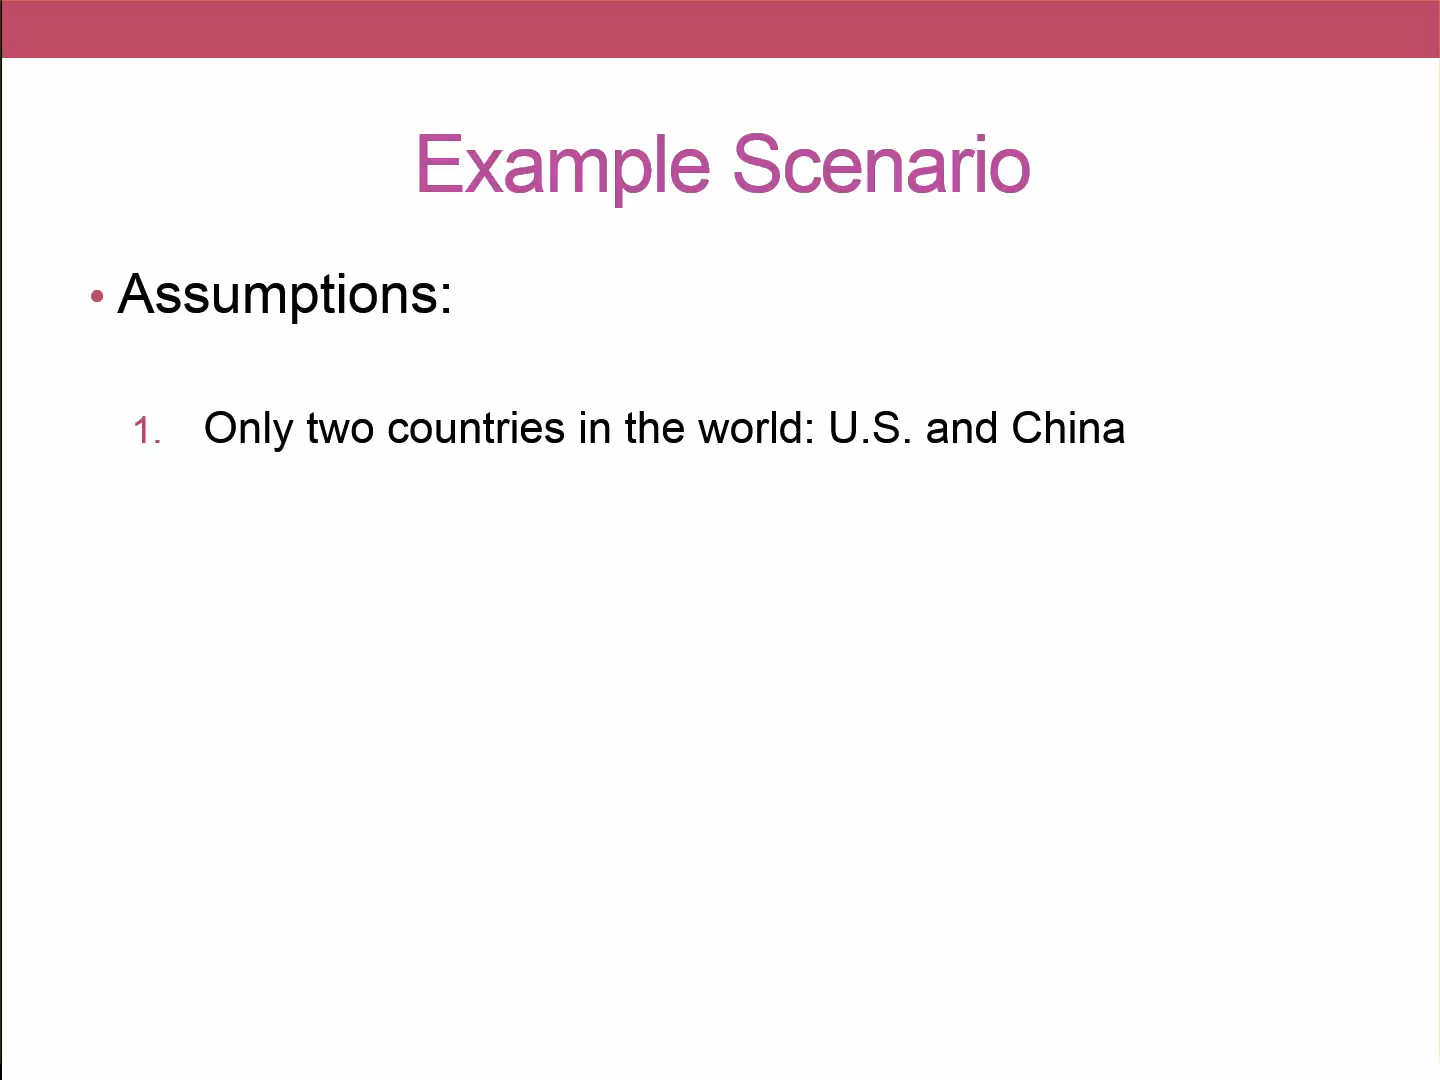 Example Scenario
• Assumptions:
1. Only two countries in the world: U.S. and China